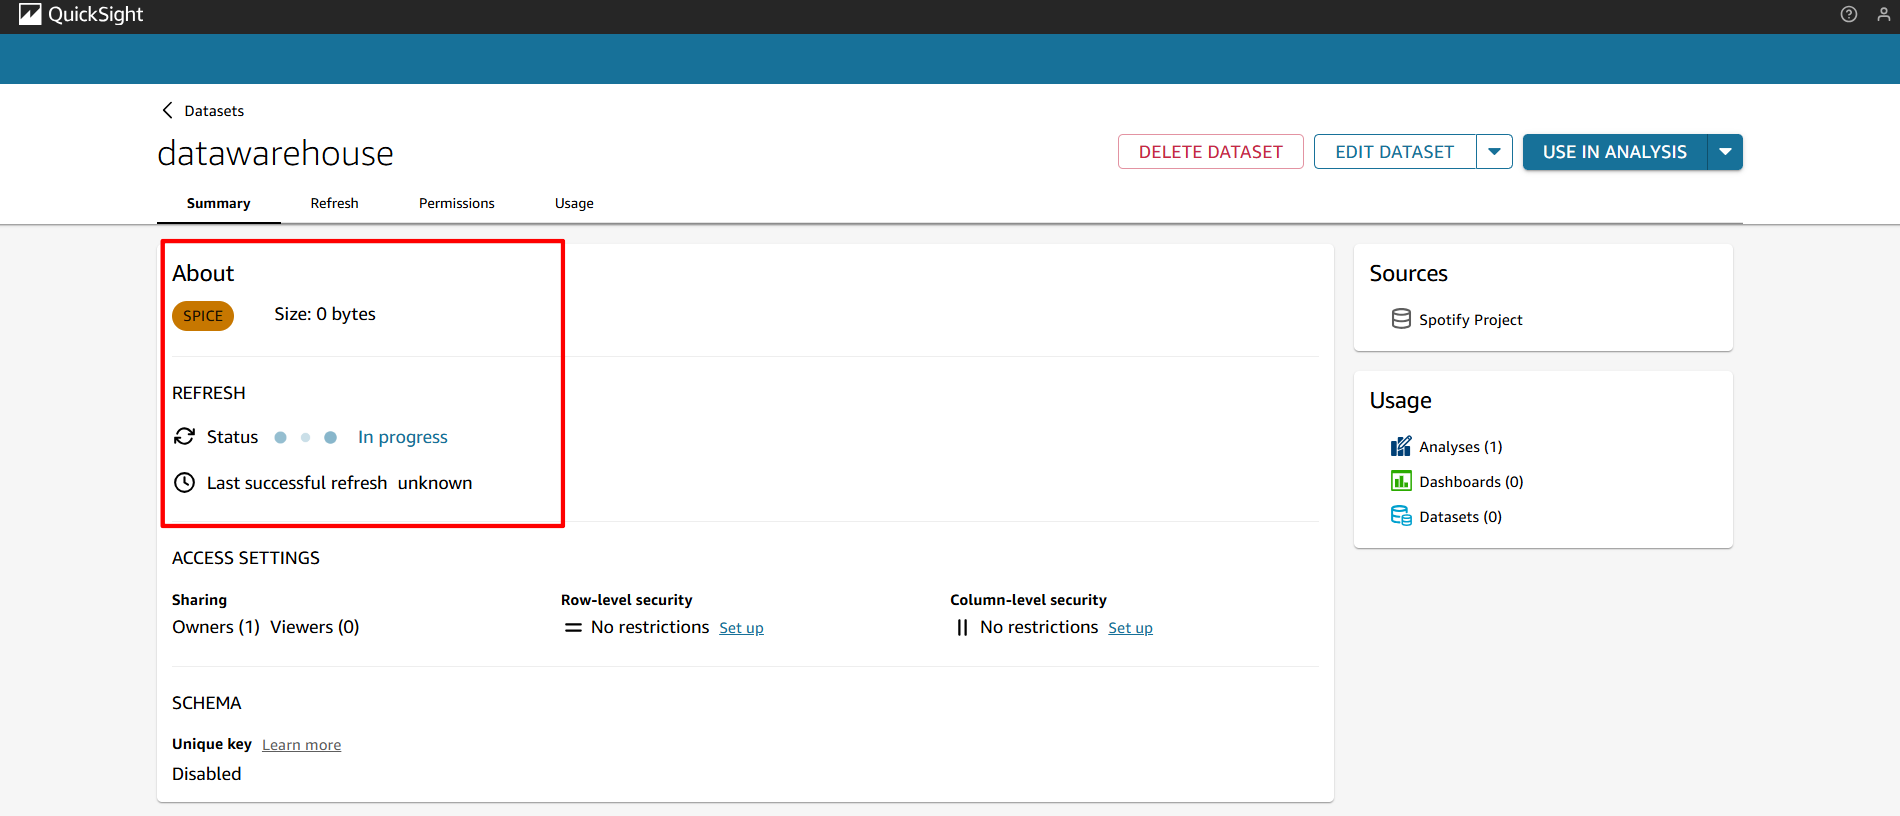 QuickSight
Datasets
datawarehouse
DELETE DATASET
EDIT DATASET
USE IN ANALYSIS
Summary
Refresh
Permissions
Usage
About
SPICE
Size: 0 bytes
REFRESH
Status
In progress
Last successful refresh unknown
ACCESS SETTINGS
Sharing
Owners (1) Viewers (0)
Row-level security
No restrictions Set up
Column-level security
No restrictions Set up
SCHEMA
Unique key Learn more
Disabled
Sources
Spotify Project
Usage
Analyses (1)
Dashboards (0)
Datasets (0)